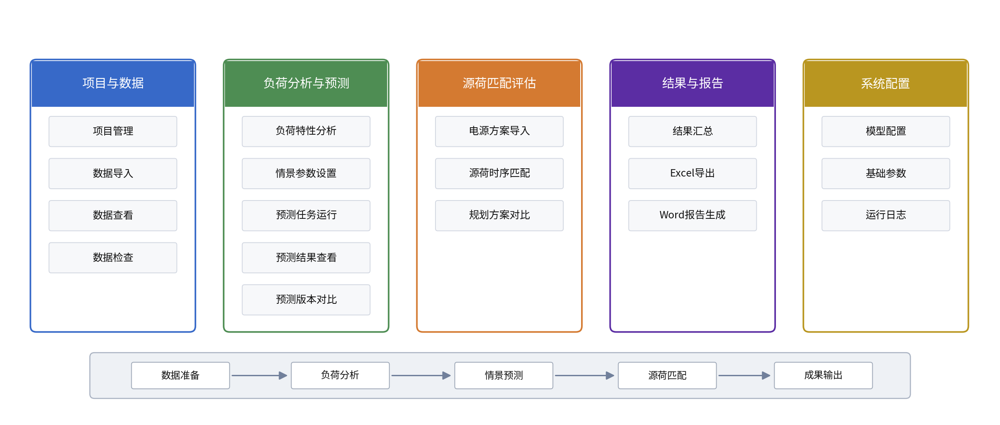 项目与数据
项目管理
数据导入
数据查看
数据检查
负荷分析与预测
负荷特性分析
情景参数设置
预测任务运行
预测结果查看
预测版本对比
源荷匹配评估
电源方案导入
源荷时序匹配
规划方案对比
结果与报告
结果汇总
Excel导出
Word报告生成
系统配置
模型配置
基础参数
运行日志
数据准备
负荷分析
情景预测
源荷匹配
成果输出